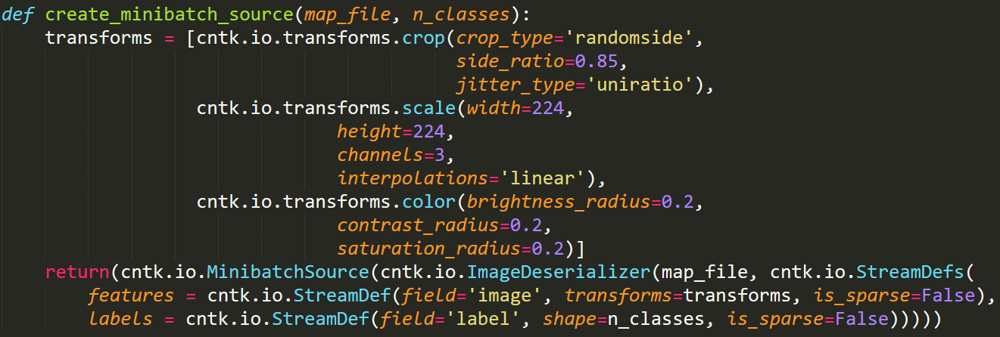 def create_minibatch_source(map_file, n_classes):
    transforms = [cntk.io.transforms.crop(crop_type='randomside',
                                          side_ratio=0.85,
                                          jitter_type='uniratio'),
                  cntk.io.transforms.scale(width=224,
                               height=224,
                               channels=3,
                               interpolations='linear'),
                  cntk.io.transforms.color(brightness_radius=0.2,
                               contrast_radius=0.2,
                               saturation_radius=0.2)]
    return(cntk.io.MinibatchSource(cntk.io.ImageDeserializer(map_file, cntk.io.StreamDefs(
        features = cntk.io.StreamDef(field='image', transforms=transforms, is_sparse=False),
        labels = cntk.io.StreamDef(field='label', shape=n_classes, is_sparse=False)))))